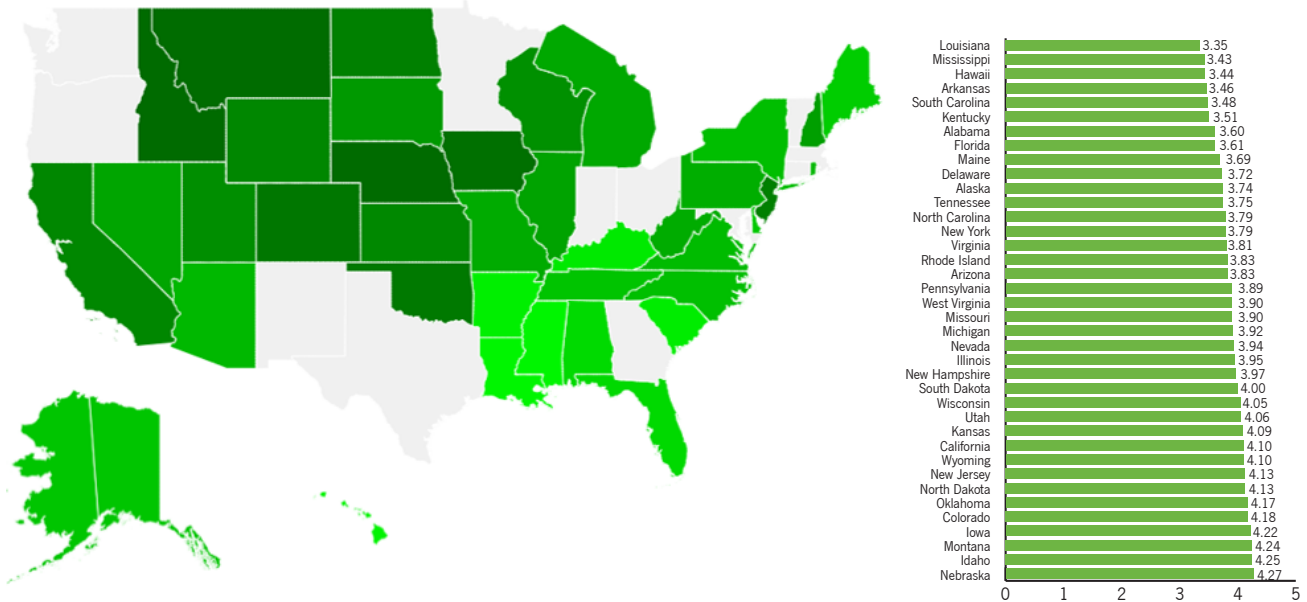 Louisiana 3.35
Mississippi 3.43
Hawaii 3.44
Arkansas 3.46
South Carolina 3.48
Kentucky 3.51
Alabama 3.60
Florida 3.61
Maine 3.69
Delaware 3.72
Alaska 3.74
Tennessee 3.75
North Carolina 3.79
New York 3.79
Virginia 3.81
Rhode Island 3.83
Arizona 3.83
Pennsylvania 3.89
West Virginia 3.90
Missouri 3.90
Michigan 3.92
Nevada 3.94
Illinois 3.95
New Hampshire 3.97
South Dakota 4.00
Wisconsin 4.05
Utah 4.06
Kansas 4.09
California 4.10
Wyoming 4.10
New Jersey 4.13
North Dakota 4.13
Oklahoma 4.17
Colorado 4.18
Iowa 4.22
Montana 4.24
Idaho 4.25
Nebraska 4.27
0 1 2 3 4 5